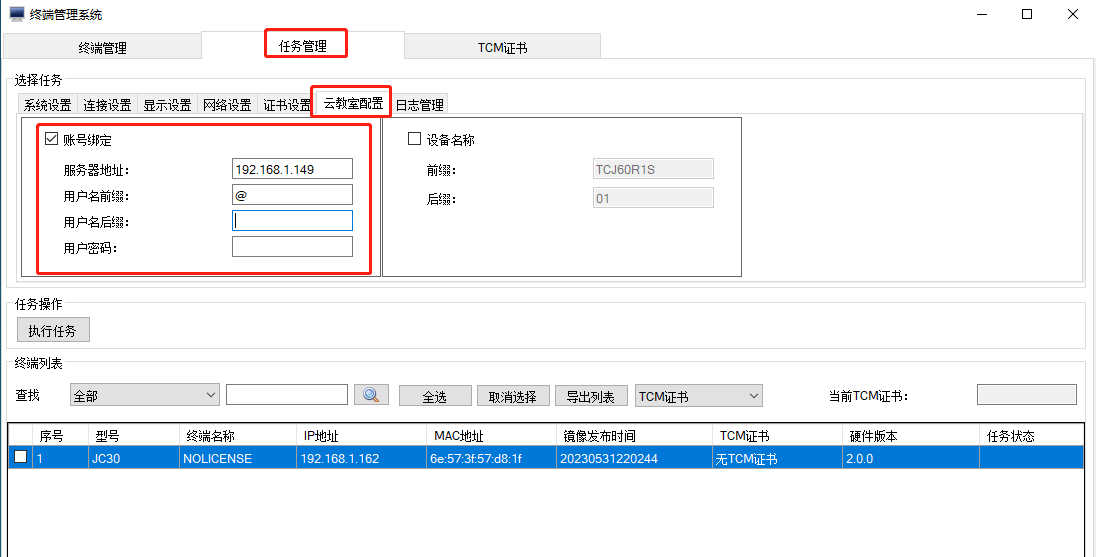 终端管理系统
终端管理 任务管理 TCM证书
选择任务
系统设置 连接设置 显示设置 网络设置 证书设置 云教室配置 日志管理
账号绑定 设备名称
服务器地址: 192.168.1.149 前缀: TCJ60R1S
用户名前缀: @ 后缀: 01
用户名后缀:
用户密码:
任务操作
执行任务
终端列表
查找 全部 全选 取消选择 导出列表 TCM证书 当前TCM证书:
序号 型号 终端名称 IP地址 MAC地址 镜像发布时间 TCM证书 硬件版本 任务状态
1 JC30 NOLICENSE 192.168.1.162 6e:57:3f:57:d8:1f 20230531220244 无TCM证书 2.0.0